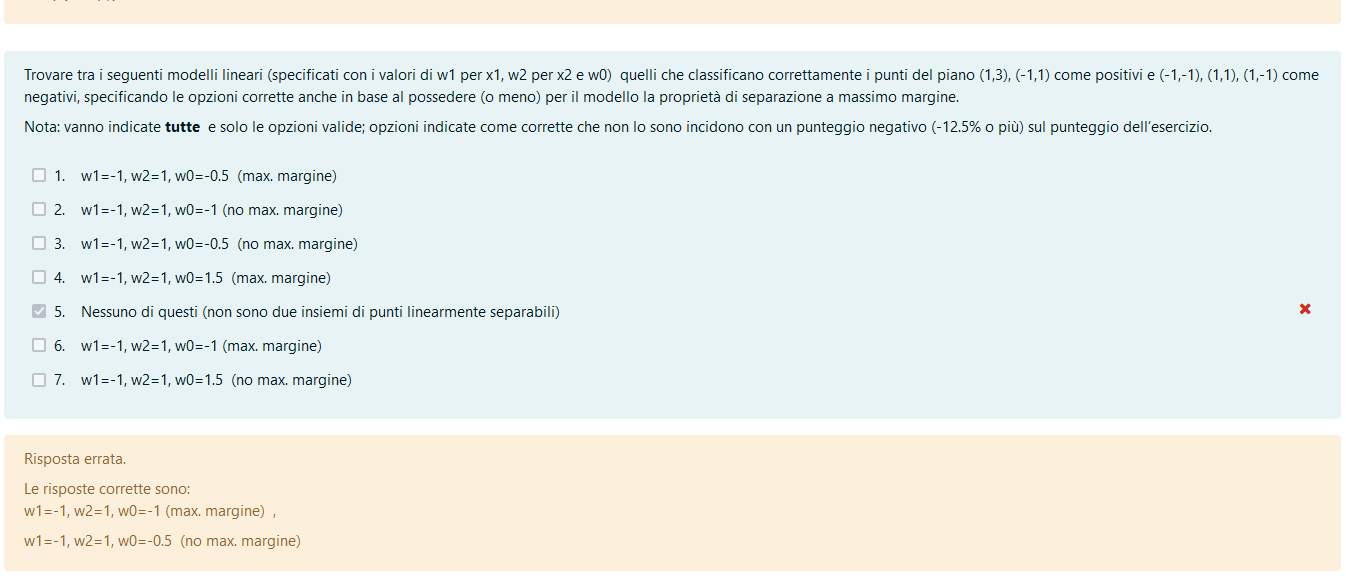 Trovare tra i seguenti modelli lineari (specificati con i valori di w1 per x1, w2 per x2 e w0) quelli che classificano correttamente i punti del piano (1,3), (-1,1) come positivi e (-1,-1), (1,1), (1,-1) come
negativi, specificando le opzioni corrette anche in base al possedere (o meno) per il modello la proprietà di separazione a massimo margine.
Nota: vanno indicate tutte e solo le opzioni valide; opzioni indicate come corrette che non lo sono incidono con un punteggio negativo (-12.5% o più) sul punteggio dell'esercizio.
1. w1=-1, w2=1, w0=-0.5 (max. margine)
2. w1=-1, w2=1, w0=-1 (no max. margine)
3. w1=-1, w2=1, w0=-0.5 (no max. margine)
4. w1=-1, w2=1, w0=1.5 (max. margine)
5. Nessuno di questi (non sono due insiemi di punti linearmente separabili)
6. w1=-1, w2=1, w0=-1 (max. margine)
7. w1=-1, w2=1, w0=1.5 (no max. margine)
Risposta errata.
Le risposte corrette sono:
w1=-1, w2=1, w0=-1 (max. margine) ,
w1=-1, w2=1, w0=-0.5 (no max. margine)